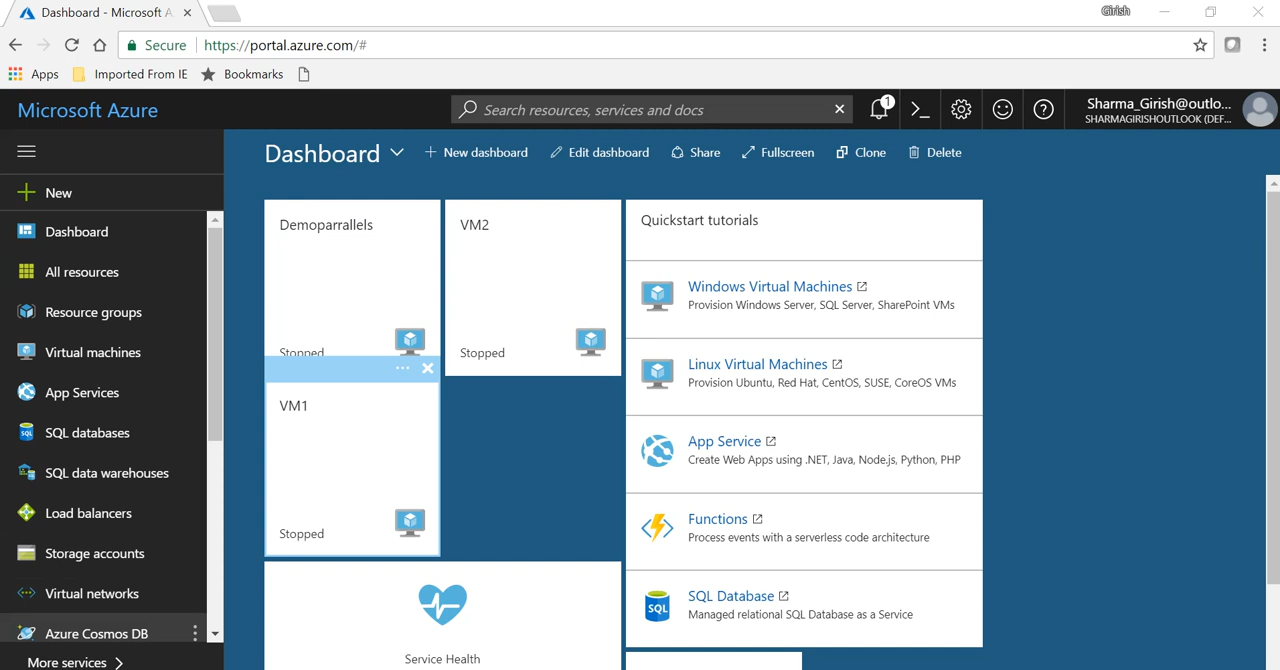 Dashboard - Microsoft A
Girish
Secure
https://portal.azure.com/#
Apps
Imported From IE
Bookmarks
Microsoft Azure
Search resources, services and docs
1
Sharma_Girish@outlo...
SHARMAGIRISHOUTLOOK (DEF...
Dashboard
New dashboard
Edit dashboard
Share
Fullscreen
Clone
Delete
New
Dashboard
All resources
Resource groups
Virtual machines
App Services
SQL databases
SQL data warehouses
Load balancers
Storage accounts
Virtual networks
Azure Cosmos DB
More services
Demoparrallels
Stopped
VM2
Stopped
VM1
Stopped
Service Health
Quickstart tutorials
Windows Virtual Machines
Provision Windows Server, SQL Server, SharePoint VMs
Linux Virtual Machines
Provision Ubuntu, Red Hat, CentOS, SUSE, CoreOS VMs
App Service
Create Web Apps using .NET, Java, Node.js, Python, PHP
Functions
Process events with a serverless code architecture
SQL
SQL Database
Managed relational SQL Database as a Service